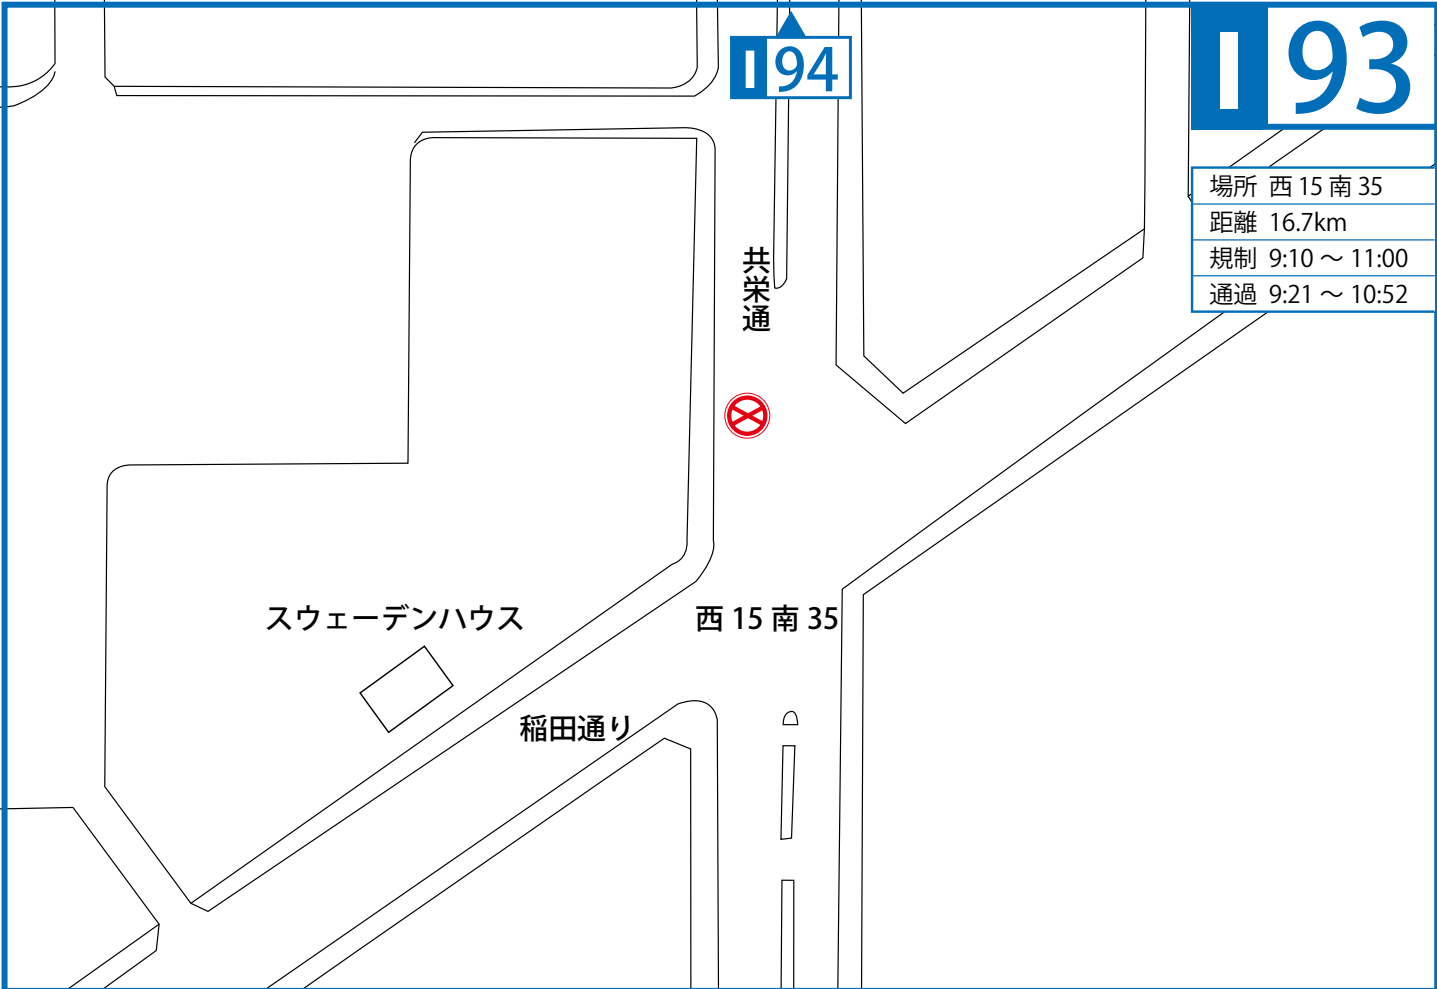 I 94
I 93
場所 西 15 南 35
距離 16.7km
規制 9:10 ～ 11:00
通過 9:21 ～ 10:52
共栄通
スウェーデンハウス
西 15 南 35
稲田通り